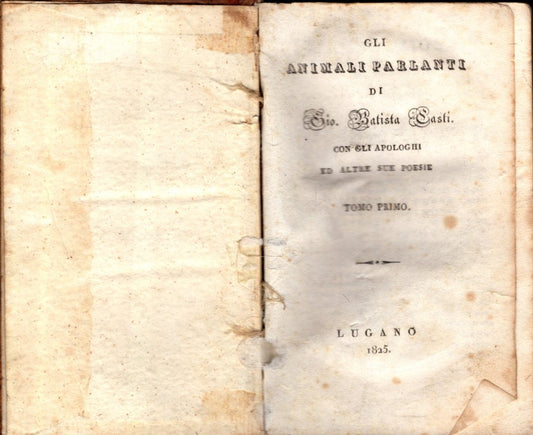 GLI
ANIMALI PARLANTI
DI
Gio. Batista Casti.
CON GLI APOLOGHI
ED ALTRE SUE POESIE
TOMO PRIMO.
LUGANO
1825.